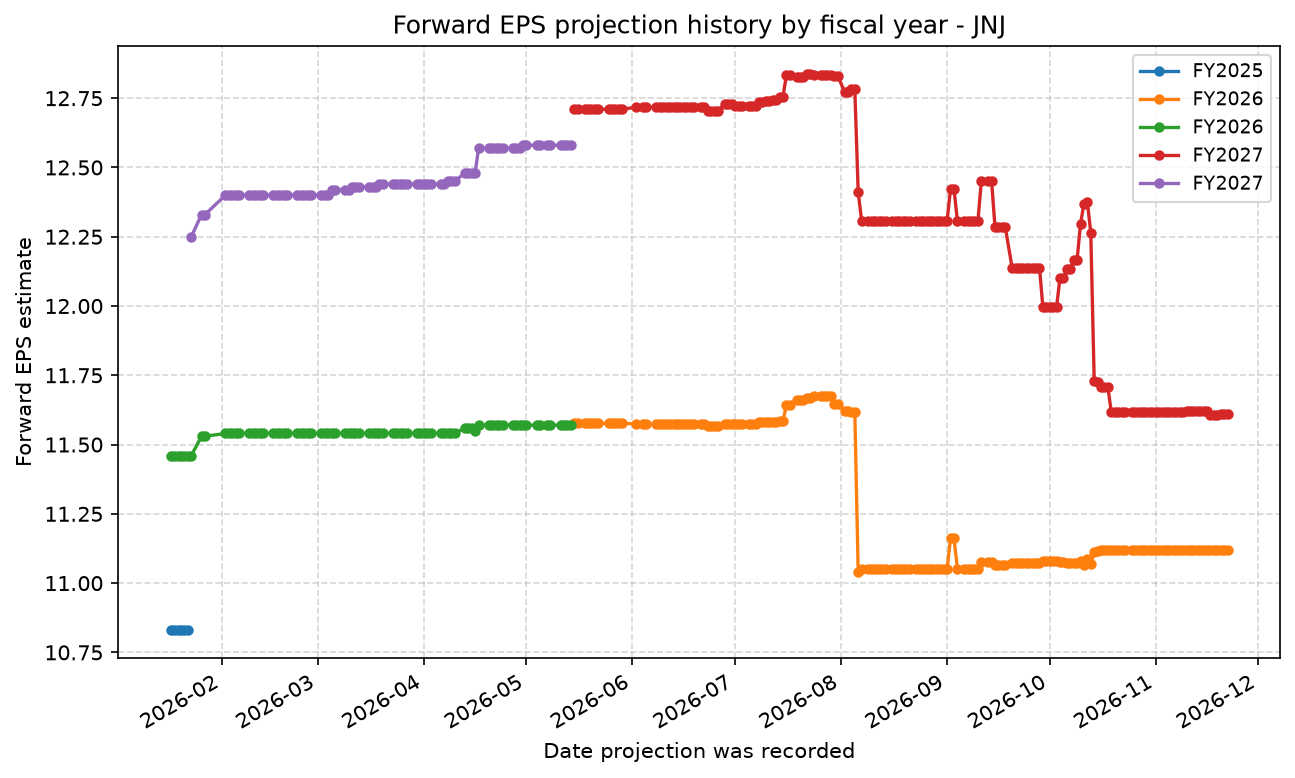 Forward EPS projection history by fiscal year - JNJ
FY2025
FY2026
FY2026
FY2027
FY2027
Forward EPS estimate
12.75
12.50
12.25
12.00
11.75
11.50
11.25
11.00
10.75
2026-02
2026-03
2026-04
2026-05
2026-06
2026-07
2026-08
2026-09
2026-10
2026-11
2026-12
Date projection was recorded